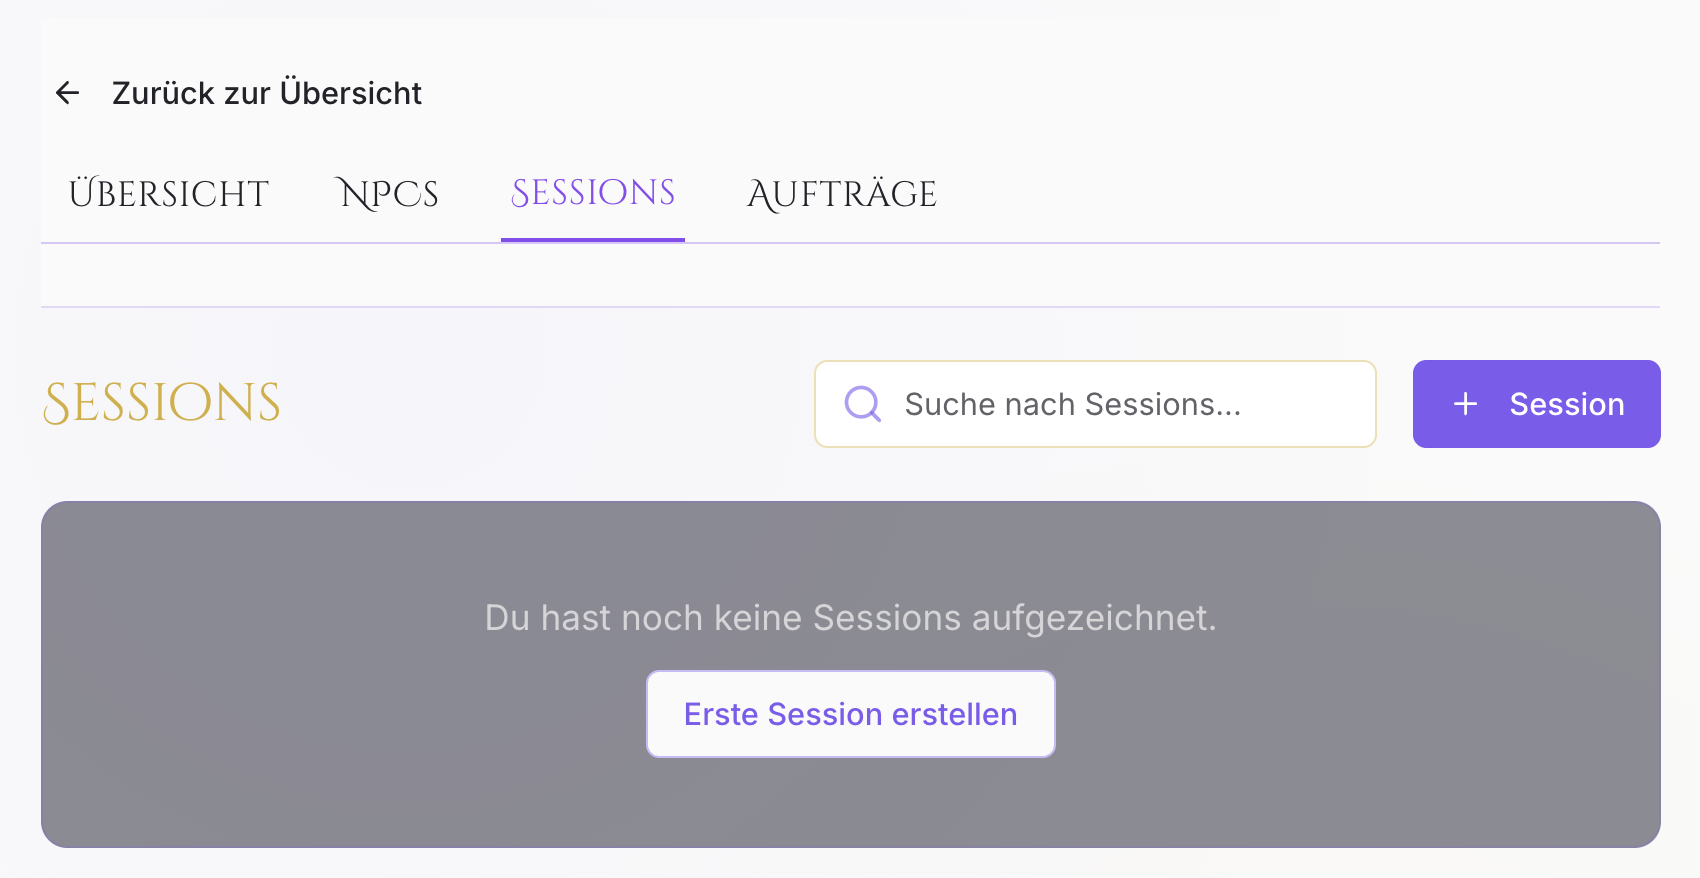 Zurück zur Übersicht
Übersicht NPCs Sessions Aufträge
Sessions
Suche nach Sessions...
+ Session
Du hast noch keine Sessions aufgezeichnet.
Erste Session erstellen